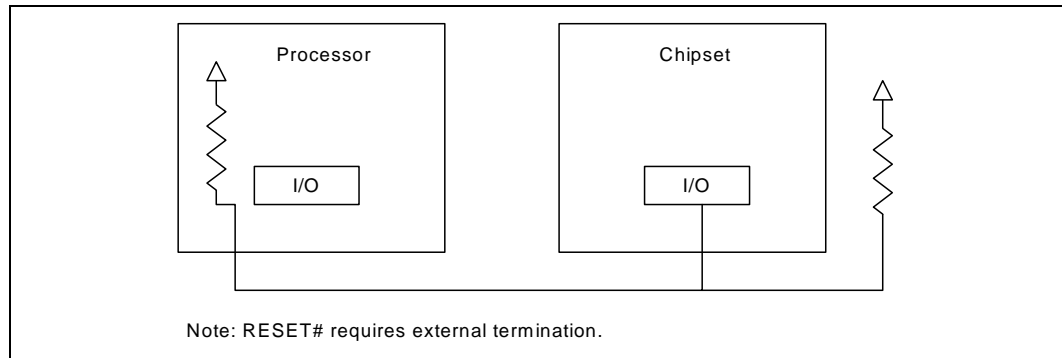 Processor
Chipset
I/O
I/O
Note: RESET# requires external termination.